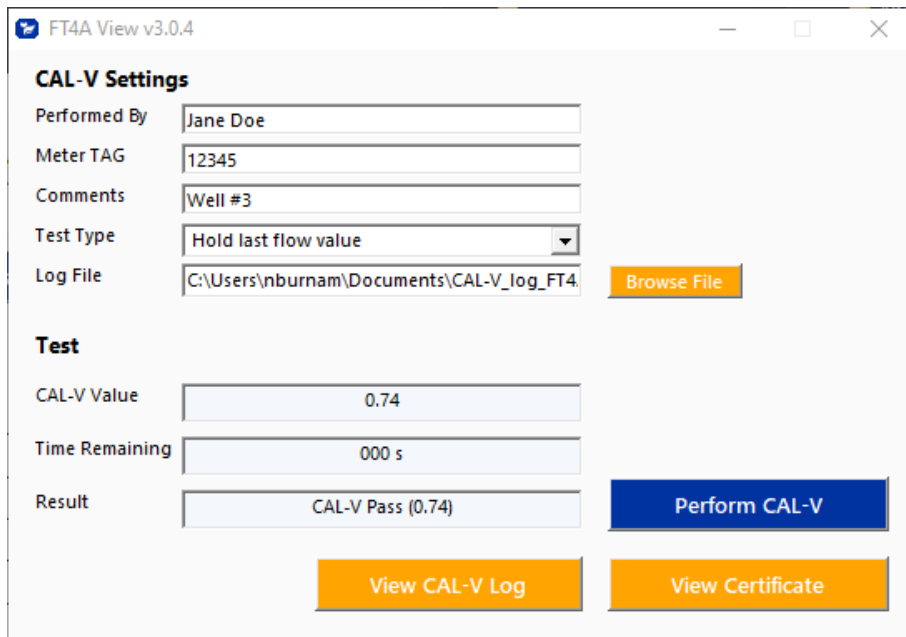 FT4A View v3.0.4
CAL-V Settings
Performed By Jane Doe
Meter TAG 12345
Comments Well #3
Test Type Hold last flow value
Log File C:\Users\nburnam\Documents\CAL-V_log_FT4. Browse File
Test
CAL-V Value 0.74
Time Remaining 000 s
Result CAL-V Pass (0.74) Perform CAL-V
View CAL-V Log View Certificate